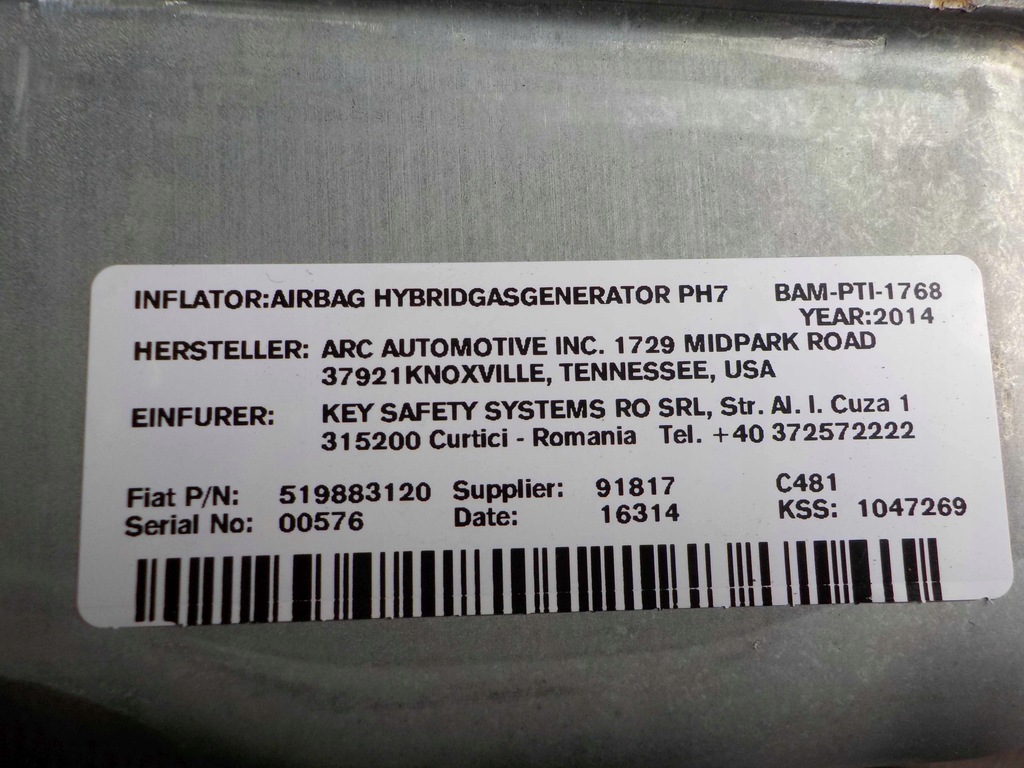 INFLATOR:AIRBAG HYBRIDGASGENERATOR PH7 BAM-PTI-1768
YEAR:2014
HERSTELLER: ARC AUTOMOTIVE INC. 1729 MIDPARK ROAD
37921KNOXVILLE, TENNESSEE, USA
EINFURER: KEY SAFETY SYSTEMS RO SRL, Str. Al. I. Cuza 1
315200 Curtici - Romania Tel. +40 372572222
Fiat P/N: 519883120 Supplier: 91817 C481
Serial No: 00576 Date: 16314 KSS: 1047269